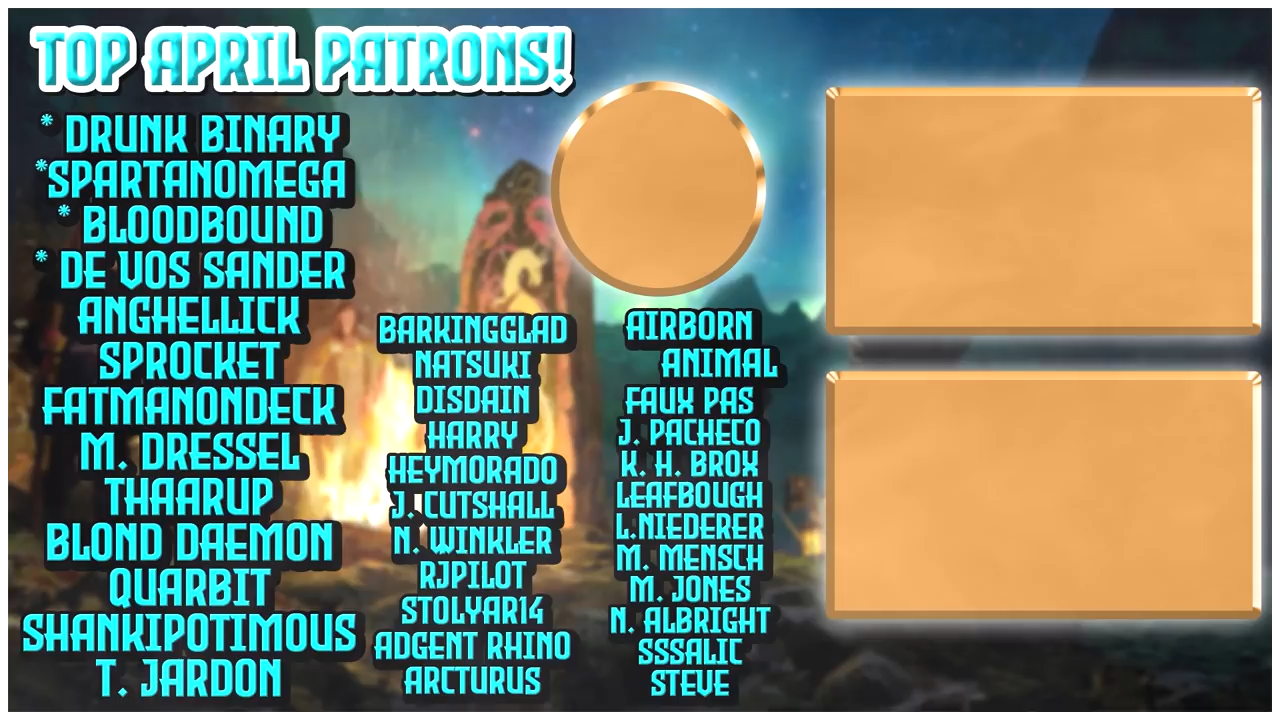 TOP APRIL PATRONS!
* DRUNK BINARY
*SPARTANOMEGA
* BLOODBOUND
* DE VOS SANDER
ANGHELLICK
SPROCKET
FATMANONDECK
M. DRESSEL
THAARUP
BLOND DAEMON
QUARBIT
SHANKIPOTIMOUS
T. JARDON
BARKINGGLAD
NATSUKI
DISDAIN
HARRY
HEYMORADO
J. CUTSHALL
N. WINKLER
RJPILOT
STOLYAR14
ADGENT RHINO
ARCTURUS
AIRBORN
ANIMAL
FAUX PAS
J. PACHECO
K. H. BROX
LEAFBOUGH
L.NIEDERER
M. MENSCH
M. JONES
N. ALBRIGHT
SSSALIC
STEVE